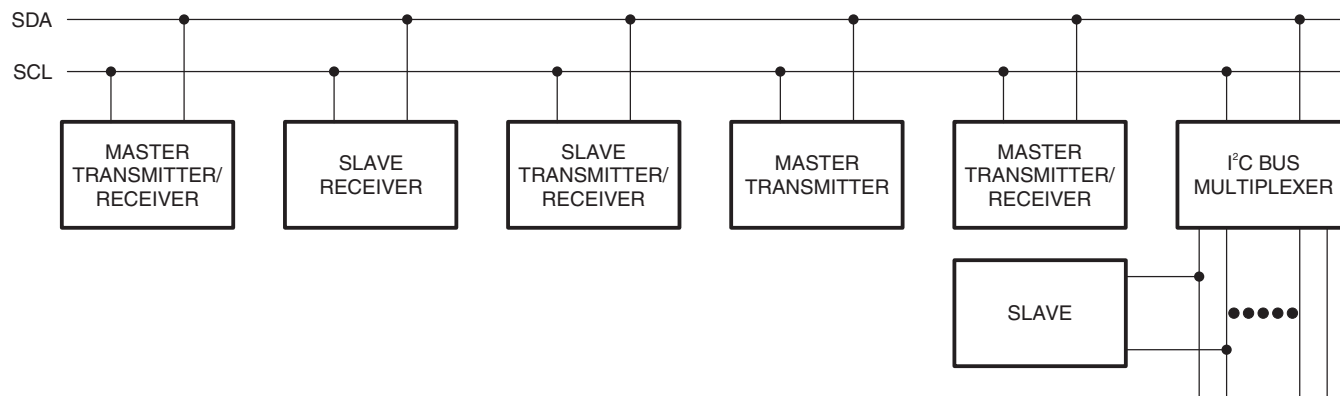 SDA
SCL
MASTER
TRANSMITTER/
RECEIVER
SLAVE
RECEIVER
SLAVE
TRANSMITTER/
RECEIVER
MASTER
TRANSMITTER
MASTER
TRANSMITTER/
RECEIVER
I²C BUS
MULTIPLEXER
SLAVE